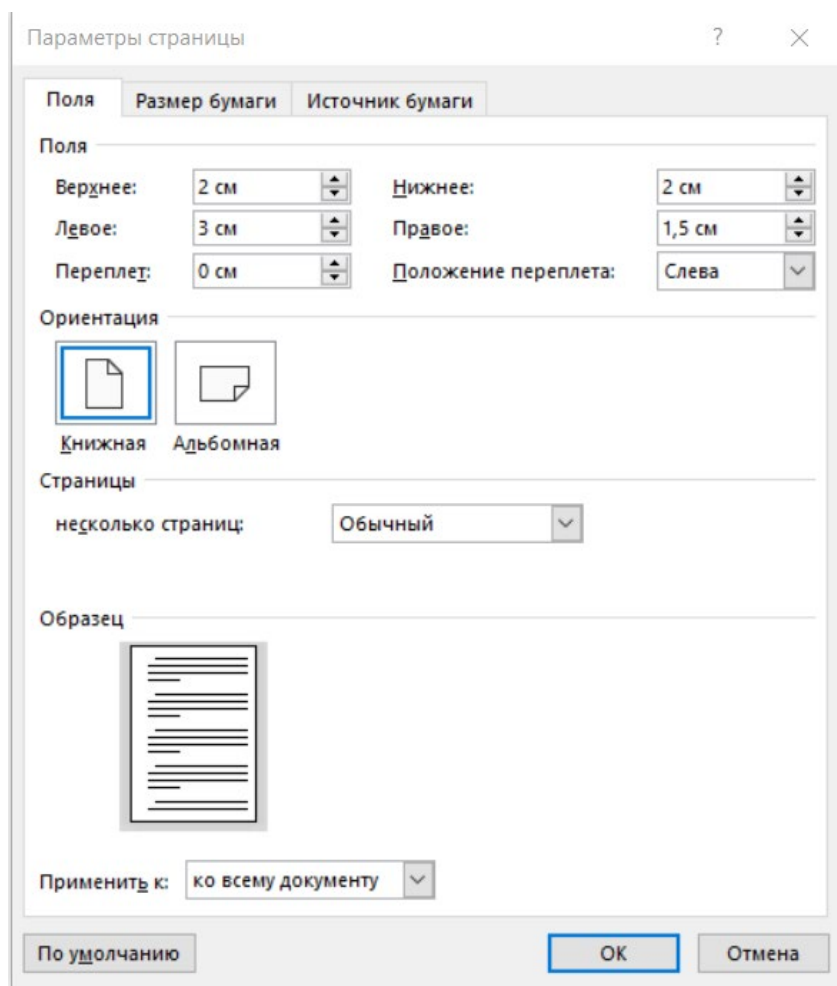 Параметры страницы ?
Поля Размер бумаги Источник бумаги
Поля
Верхнее: 2 см Нижнее: 2 см
Левое: 3 см Правое: 1,5 см
Переплет: 0 см Положение переплета: Слева
Ориентация
Книжная Альбомная
Страницы
несколько страниц: Обычный
Образец
Применить к: ко всему документу
По умолчанию ОК Отмена